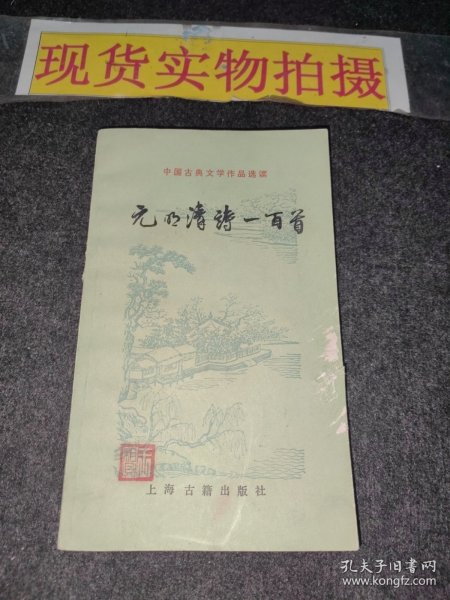 现货实物拍摄
中国古典文学作品选读
元明清诗一百首
上海古籍出版社
孔夫子旧书网
www.kongfz.com